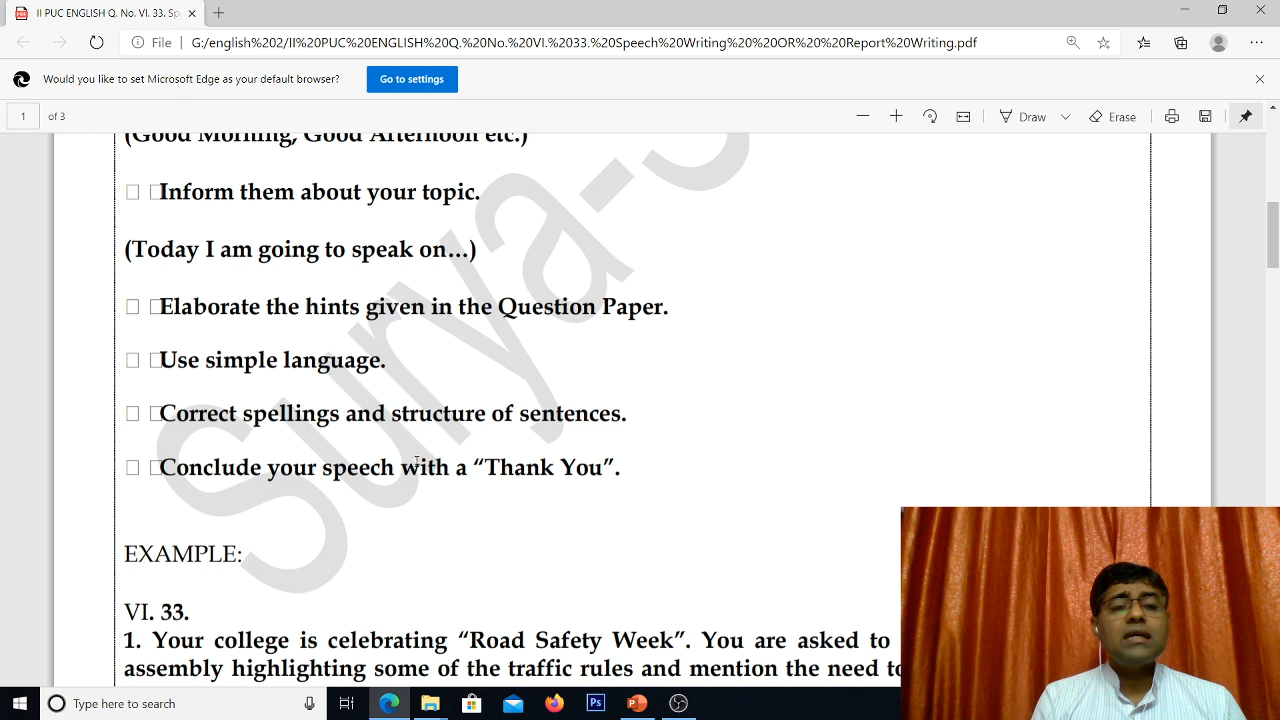 II PUC ENGLISH Q. No. VI. 33. Sp
File G:/english%202/II%20PUC%20ENGLISH%20Q.%20No.%20VI.%2033.%20Speech%20Writing%20%20OR%20%20Report%20Writing.pdf
Would you like to set Microsoft Edge as your default browser? Go to settings
1 of 3 Draw Erase
(Good Morning, Good Afternoon etc.)
Inform them about your topic.
(Today I am going to speak on…)
Elaborate the hints given in the Question Paper.
Use simple language.
Correct spellings and structure of sentences.
Conclude your speech with a “Thank You”.
EXAMPLE:
VI. 33.
1. Your college is celebrating “Road Safety Week”. You are asked to
assembly highlighting some of the traffic rules and mention the need to
Surya-S
Type here to search
Ps